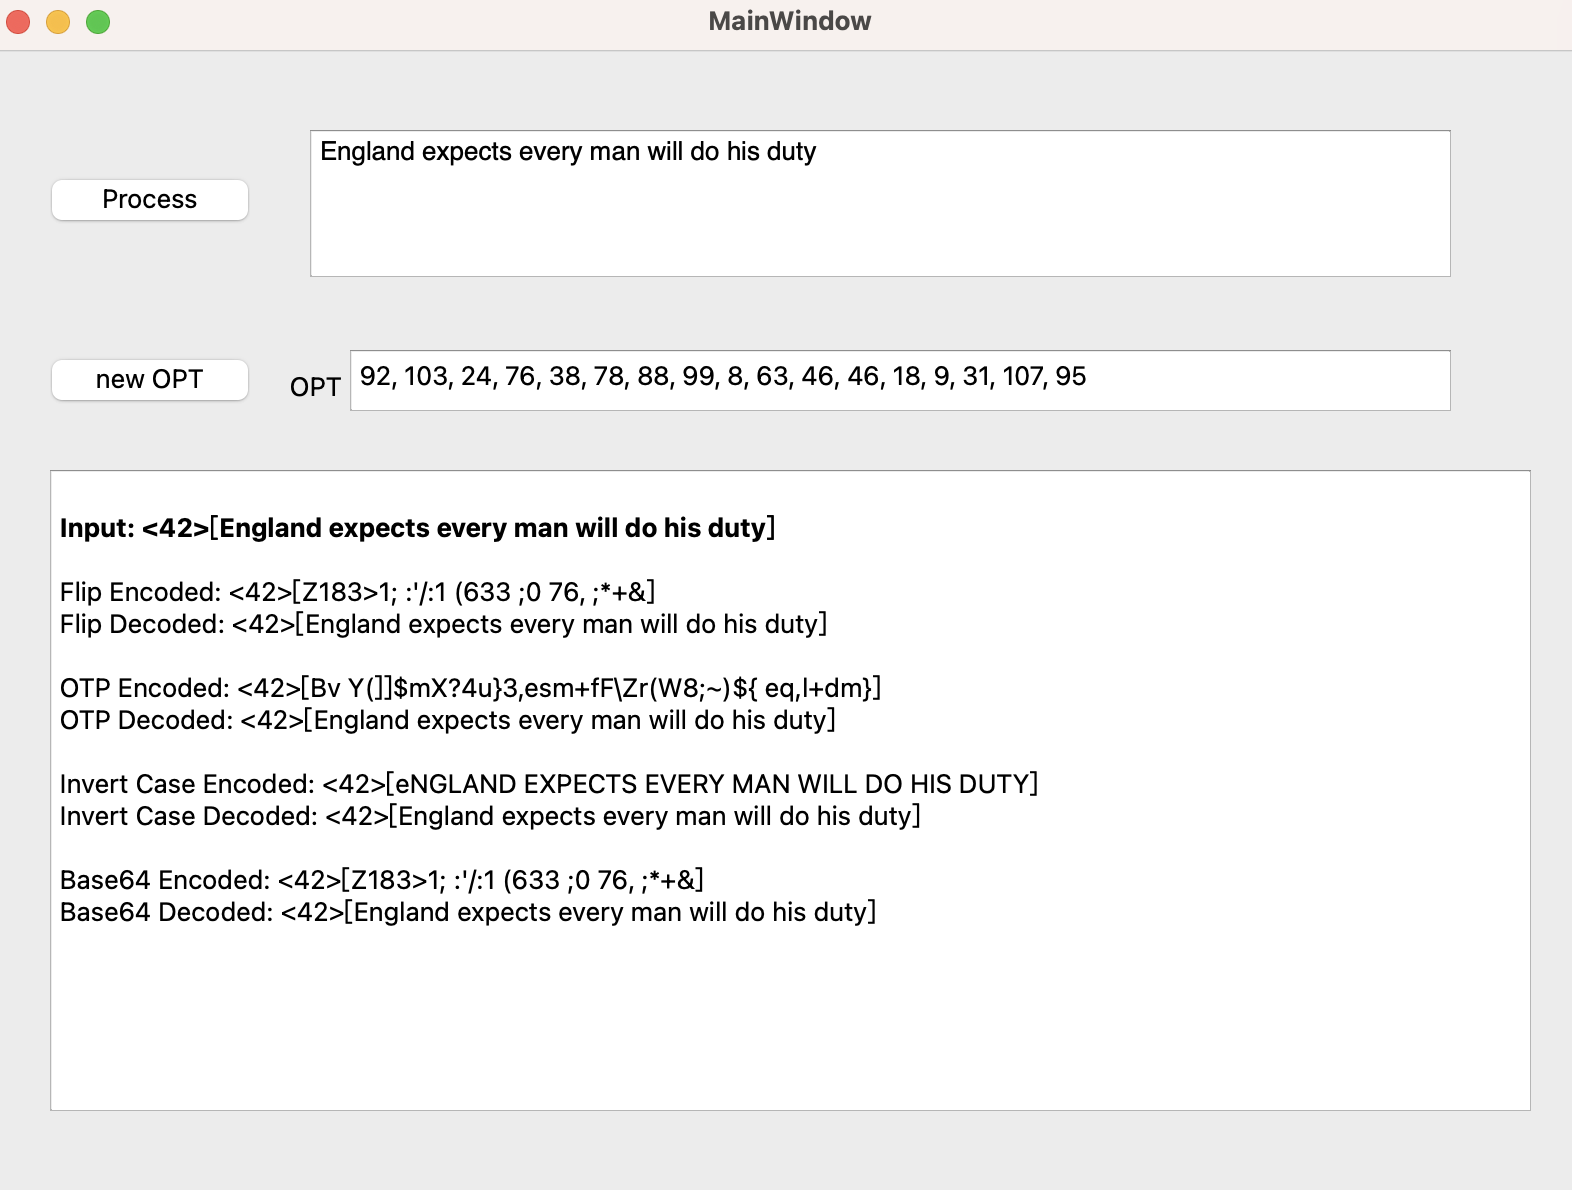 MainWindow
England expects every man will do his duty
Process
new OPT
OPT
92, 103, 24, 76, 38, 78, 88, 99, 8, 63, 46, 46, 18, 9, 31, 107, 95
Input: <42>[England expects every man will do his duty]
Flip Encoded: <42>[Z183>1; :'/:1 (633 ;0 76, ;*+&]
Flip Decoded: <42>[England expects every man will do his duty]
OTP Encoded: <42>[Bv Y(]]$mX?4u}3,esm+fF\Zr(W8;~)${ eq,l+dm}]
OTP Decoded: <42>[England expects every man will do his duty]
Invert Case Encoded: <42>[eNGLAND EXPECTS EVERY MAN WILL DO HIS DUTY]
Invert Case Decoded: <42>[England expects every man will do his duty]
Base64 Encoded: <42>[Z183>1; :'/:1 (633 ;0 76, ;*+&]
Base64 Decoded: <42>[England expects every man will do his duty]